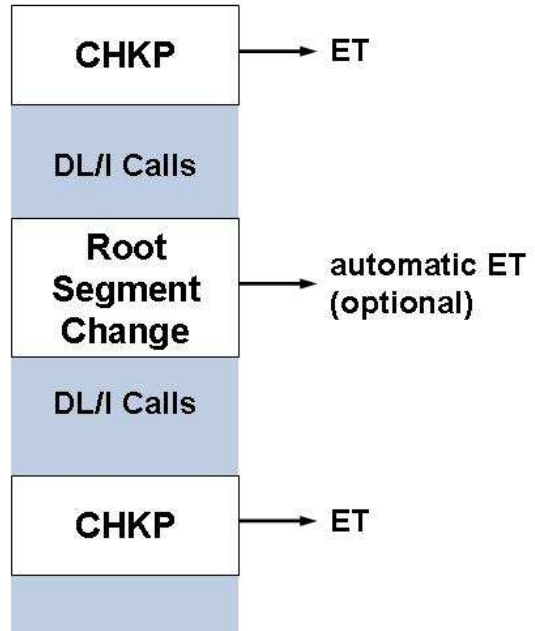 CHKP
ET
DL/I Calls
Root
Segment
Change
automatic ET
(optional)
DL/I Calls
CHKP
ET